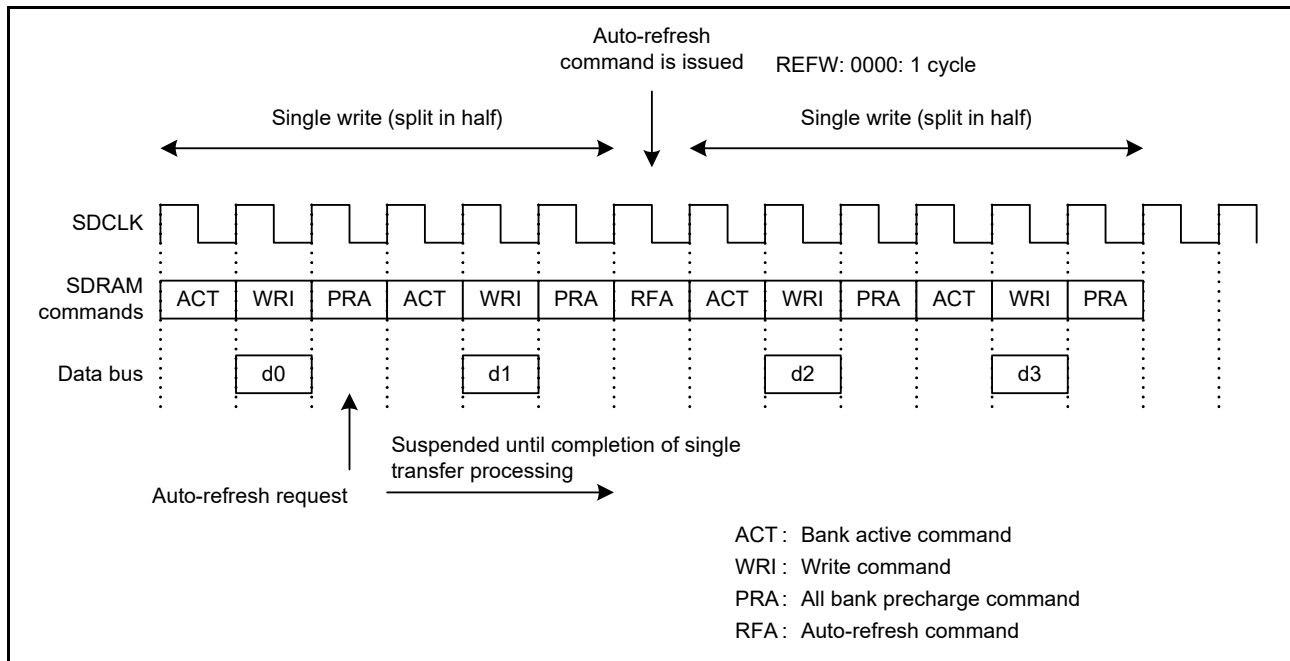 Auto-refresh
command is issued
REFW: 0000: 1 cycle
Single write (split in half)
Single write (split in half)
SDCLK
SDRAM
commands
ACT WRI PRA ACT WRI PRA RFA ACT WRI PRA ACT WRI PRA
Data bus
d0 d1 d2 d3
Suspended until completion of single
transfer processing
Auto-refresh request
ACT : Bank active command
WRI : Write command
PRA : All bank precharge command
RFA : Auto-refresh command